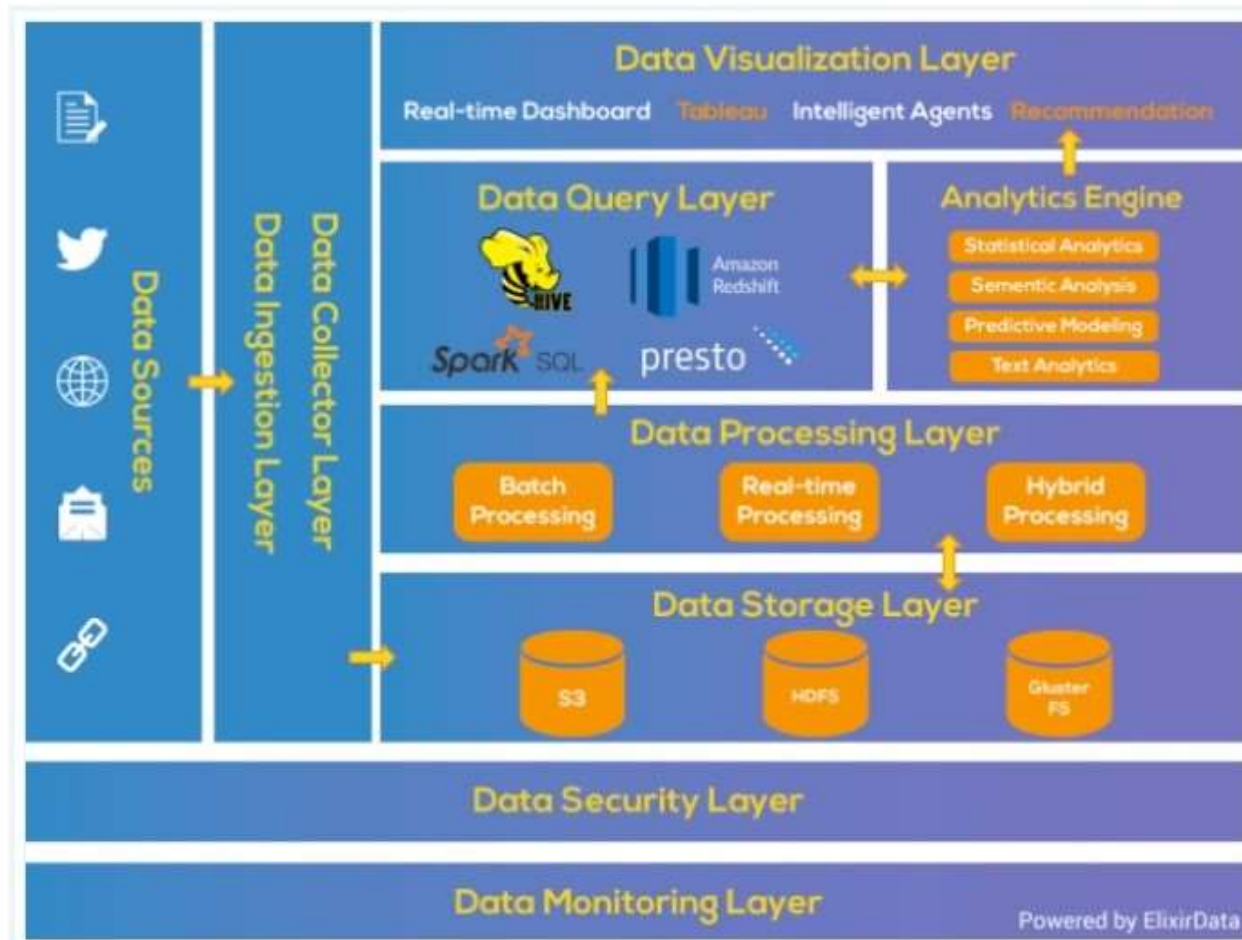 Data Sources
Data Ingestion Layer
Data Collector Layer
Data Visualization Layer
Real-time Dashboard Tableau Intelligent Agents Recommendation
Data Query Layer
HIVE
Amazon
Redshift
Spark SQL
presto
Analytics Engine
Statistical Analytics
Sementic Analysis
Predictive Modeling
Text Analytics
Data Processing Layer
Batch
Processing
Real-time
Processing
Hybrid
Processing
Data Storage Layer
S3
HDFS
Gluster
FS
Data Security Layer
Data Monitoring Layer
Powered by ElixirData